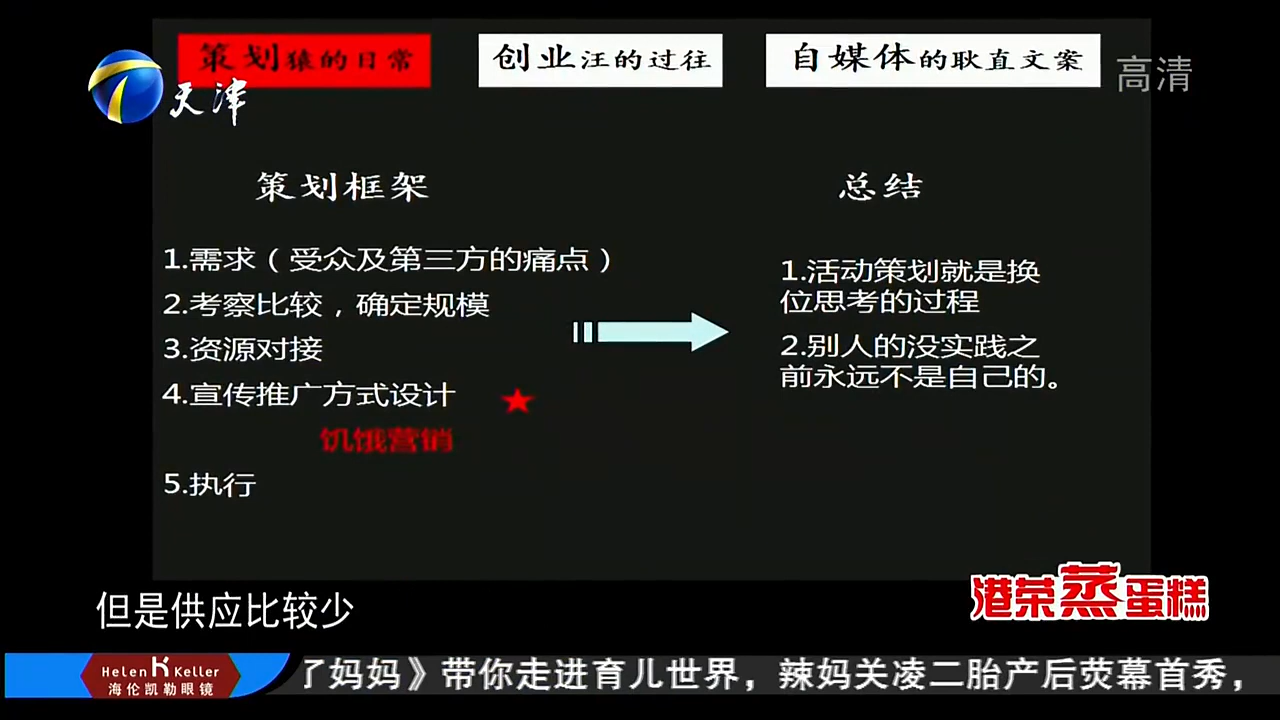 策划猿的日常
创业汪的过往
自媒体的耿直文案
天津
高清
策划框架
总结
1.需求（受众及第三方的痛点）
2.考察比较，确定规模
3.资源对接
4.宣传推广方式设计
饥饿营销
5.执行
1.活动策划就是换
位思考的过程
2.别人的没实践之
前永远不是自己的。
港荣蒸蛋糕
但是供应比较少
Helen Keller
海伦凯勒眼镜
了妈妈》带你走进育儿世界，辣妈关凌二胎产后荧幕首秀，